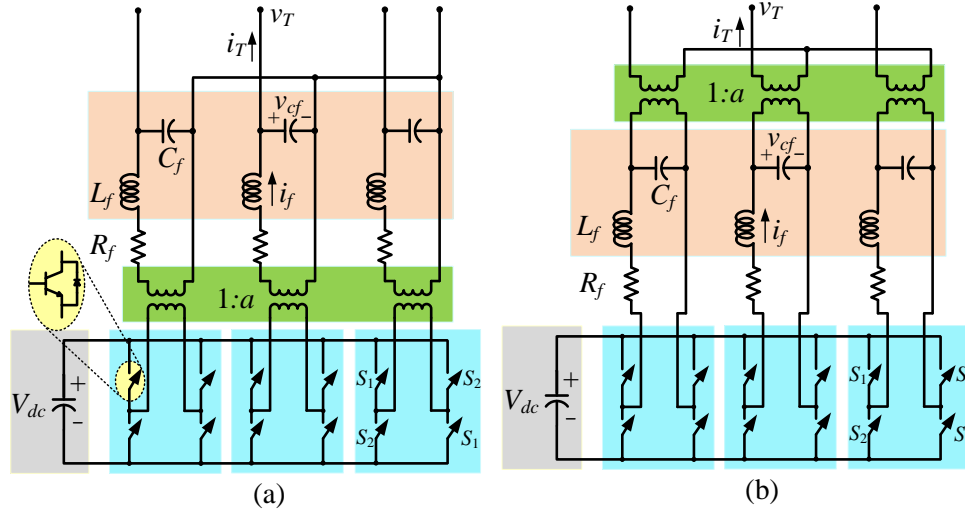 v_T
i_T
v_cf
+ −
C_f
L_f
i_f
R_f
1:a
V_dc
+
-
S_1
S_2
S_2
S_1
(a)
v_T
i_T
1:a
v_cf
+ −
C_f
L_f
i_f
R_f
V_dc
+
-
S_1
S
S_2
S
(b)